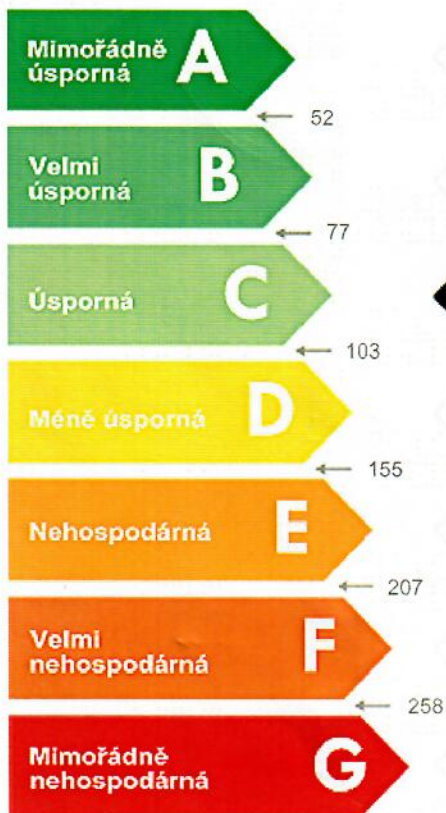 Mimořádně
úsporná
A
52
Velmi
úsporná
B
77
Úsporná
C
103
Méně úsporná
D
155
Nehospodárná
E
207
Velmi
nehospodárná
F
258
Mimořádně
nehospodárná
G